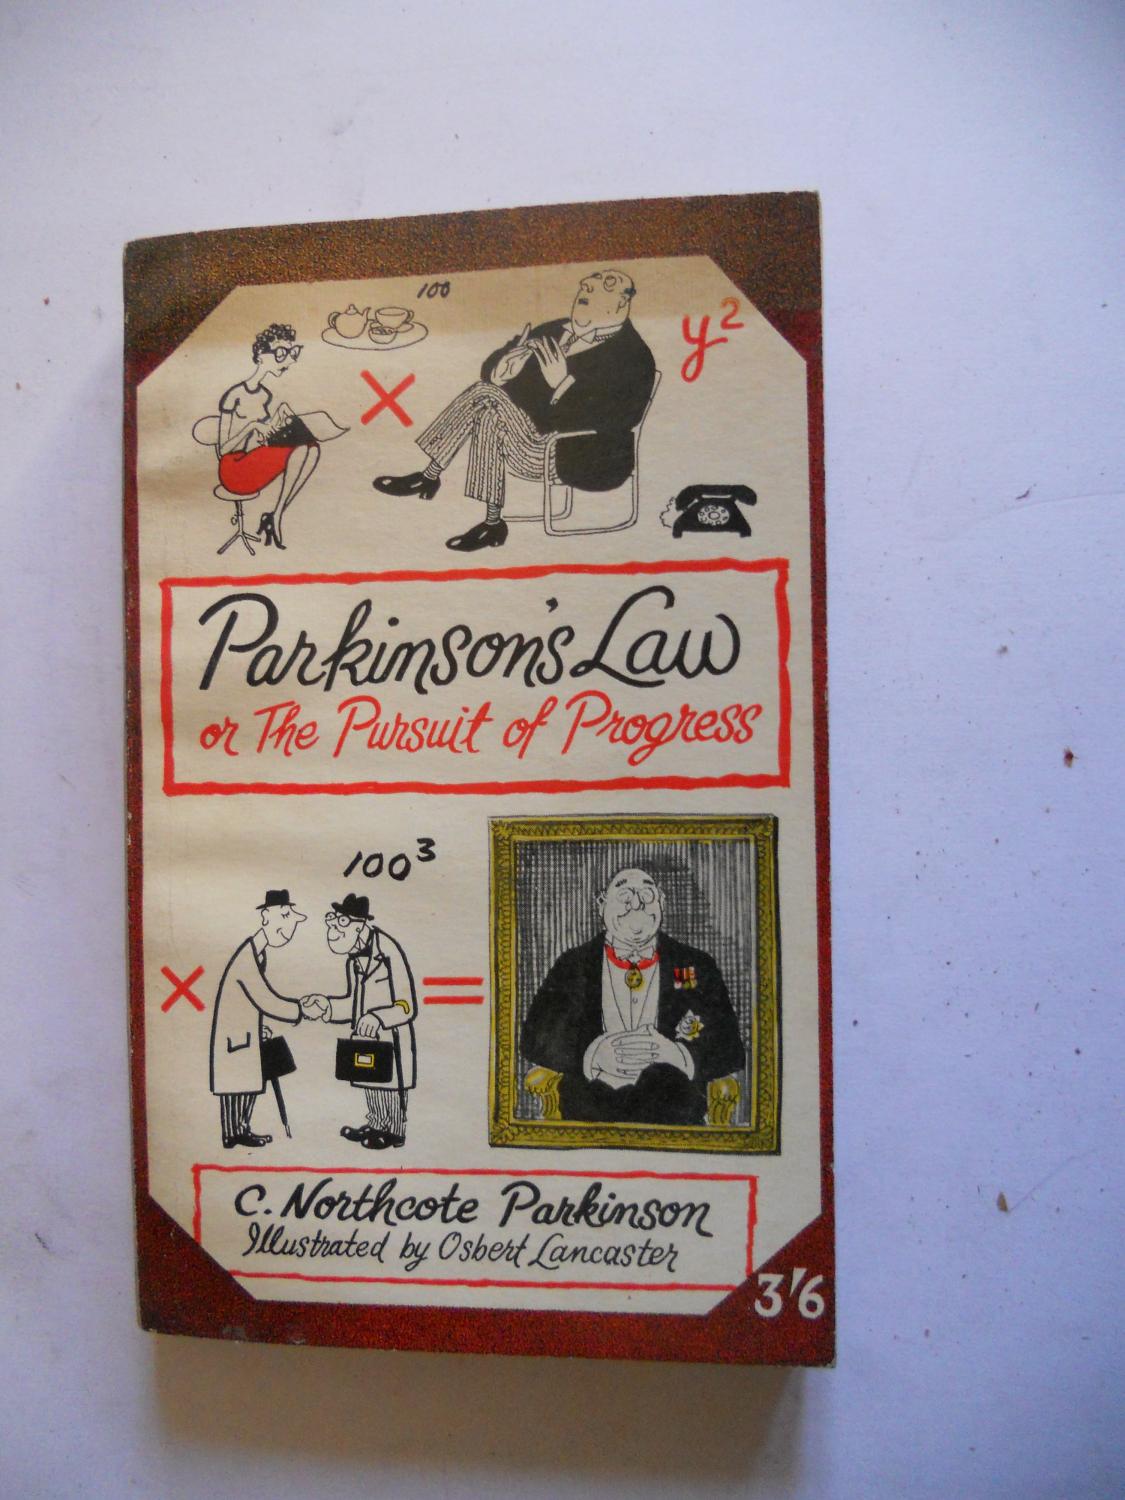 100
× y²
Parkinson's Law
or The Pursuit of Progress
100³
× =
C. Northcote Parkinson
Illustrated by Osbert Lancaster
3'6